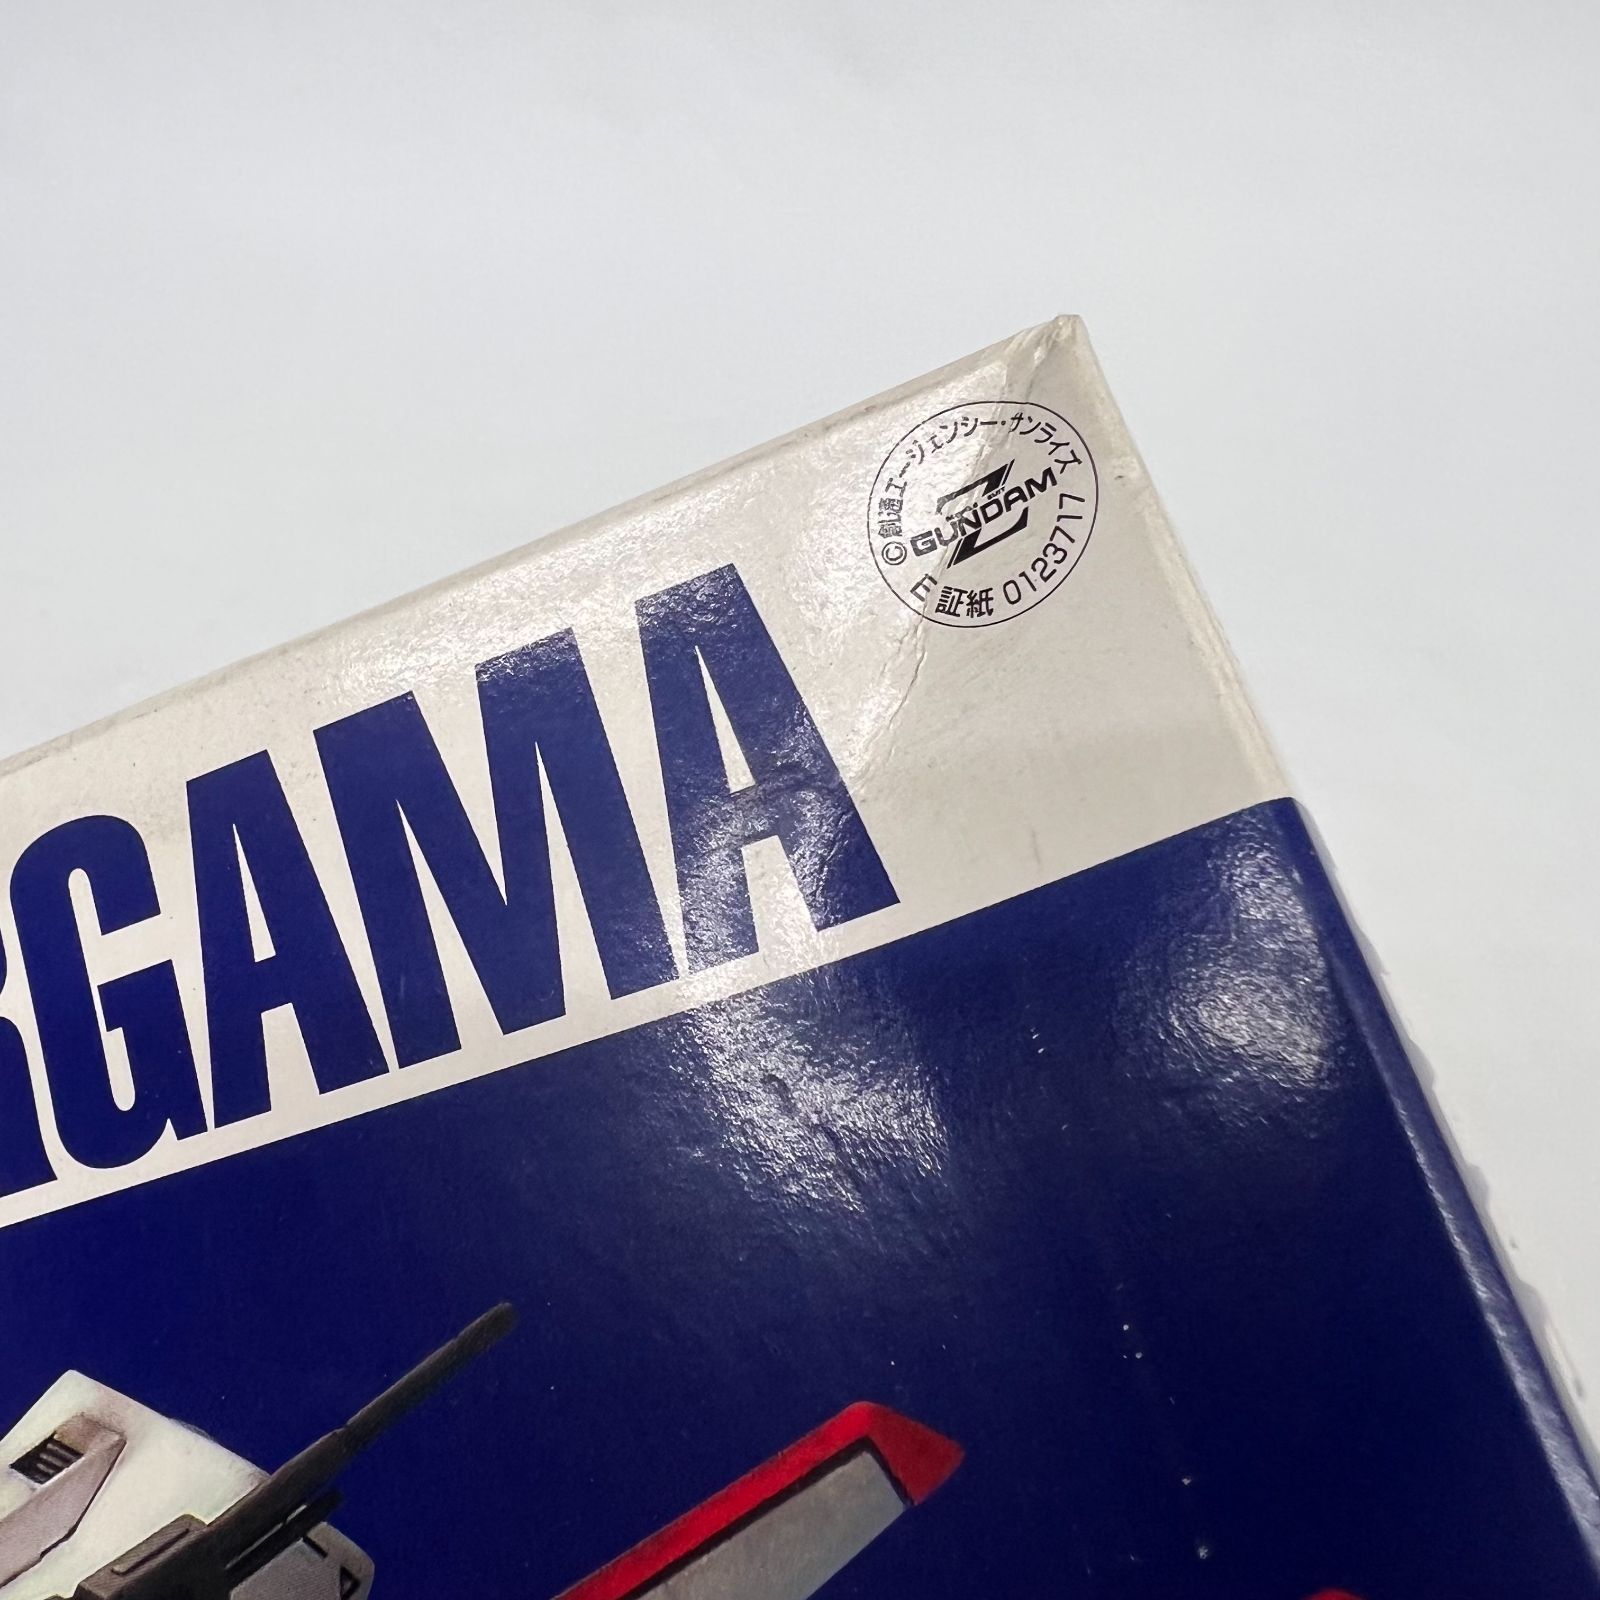 ©創通エージェンシー・サンライズ
Z GUNDAM
E証紙 0123717
RGAMA